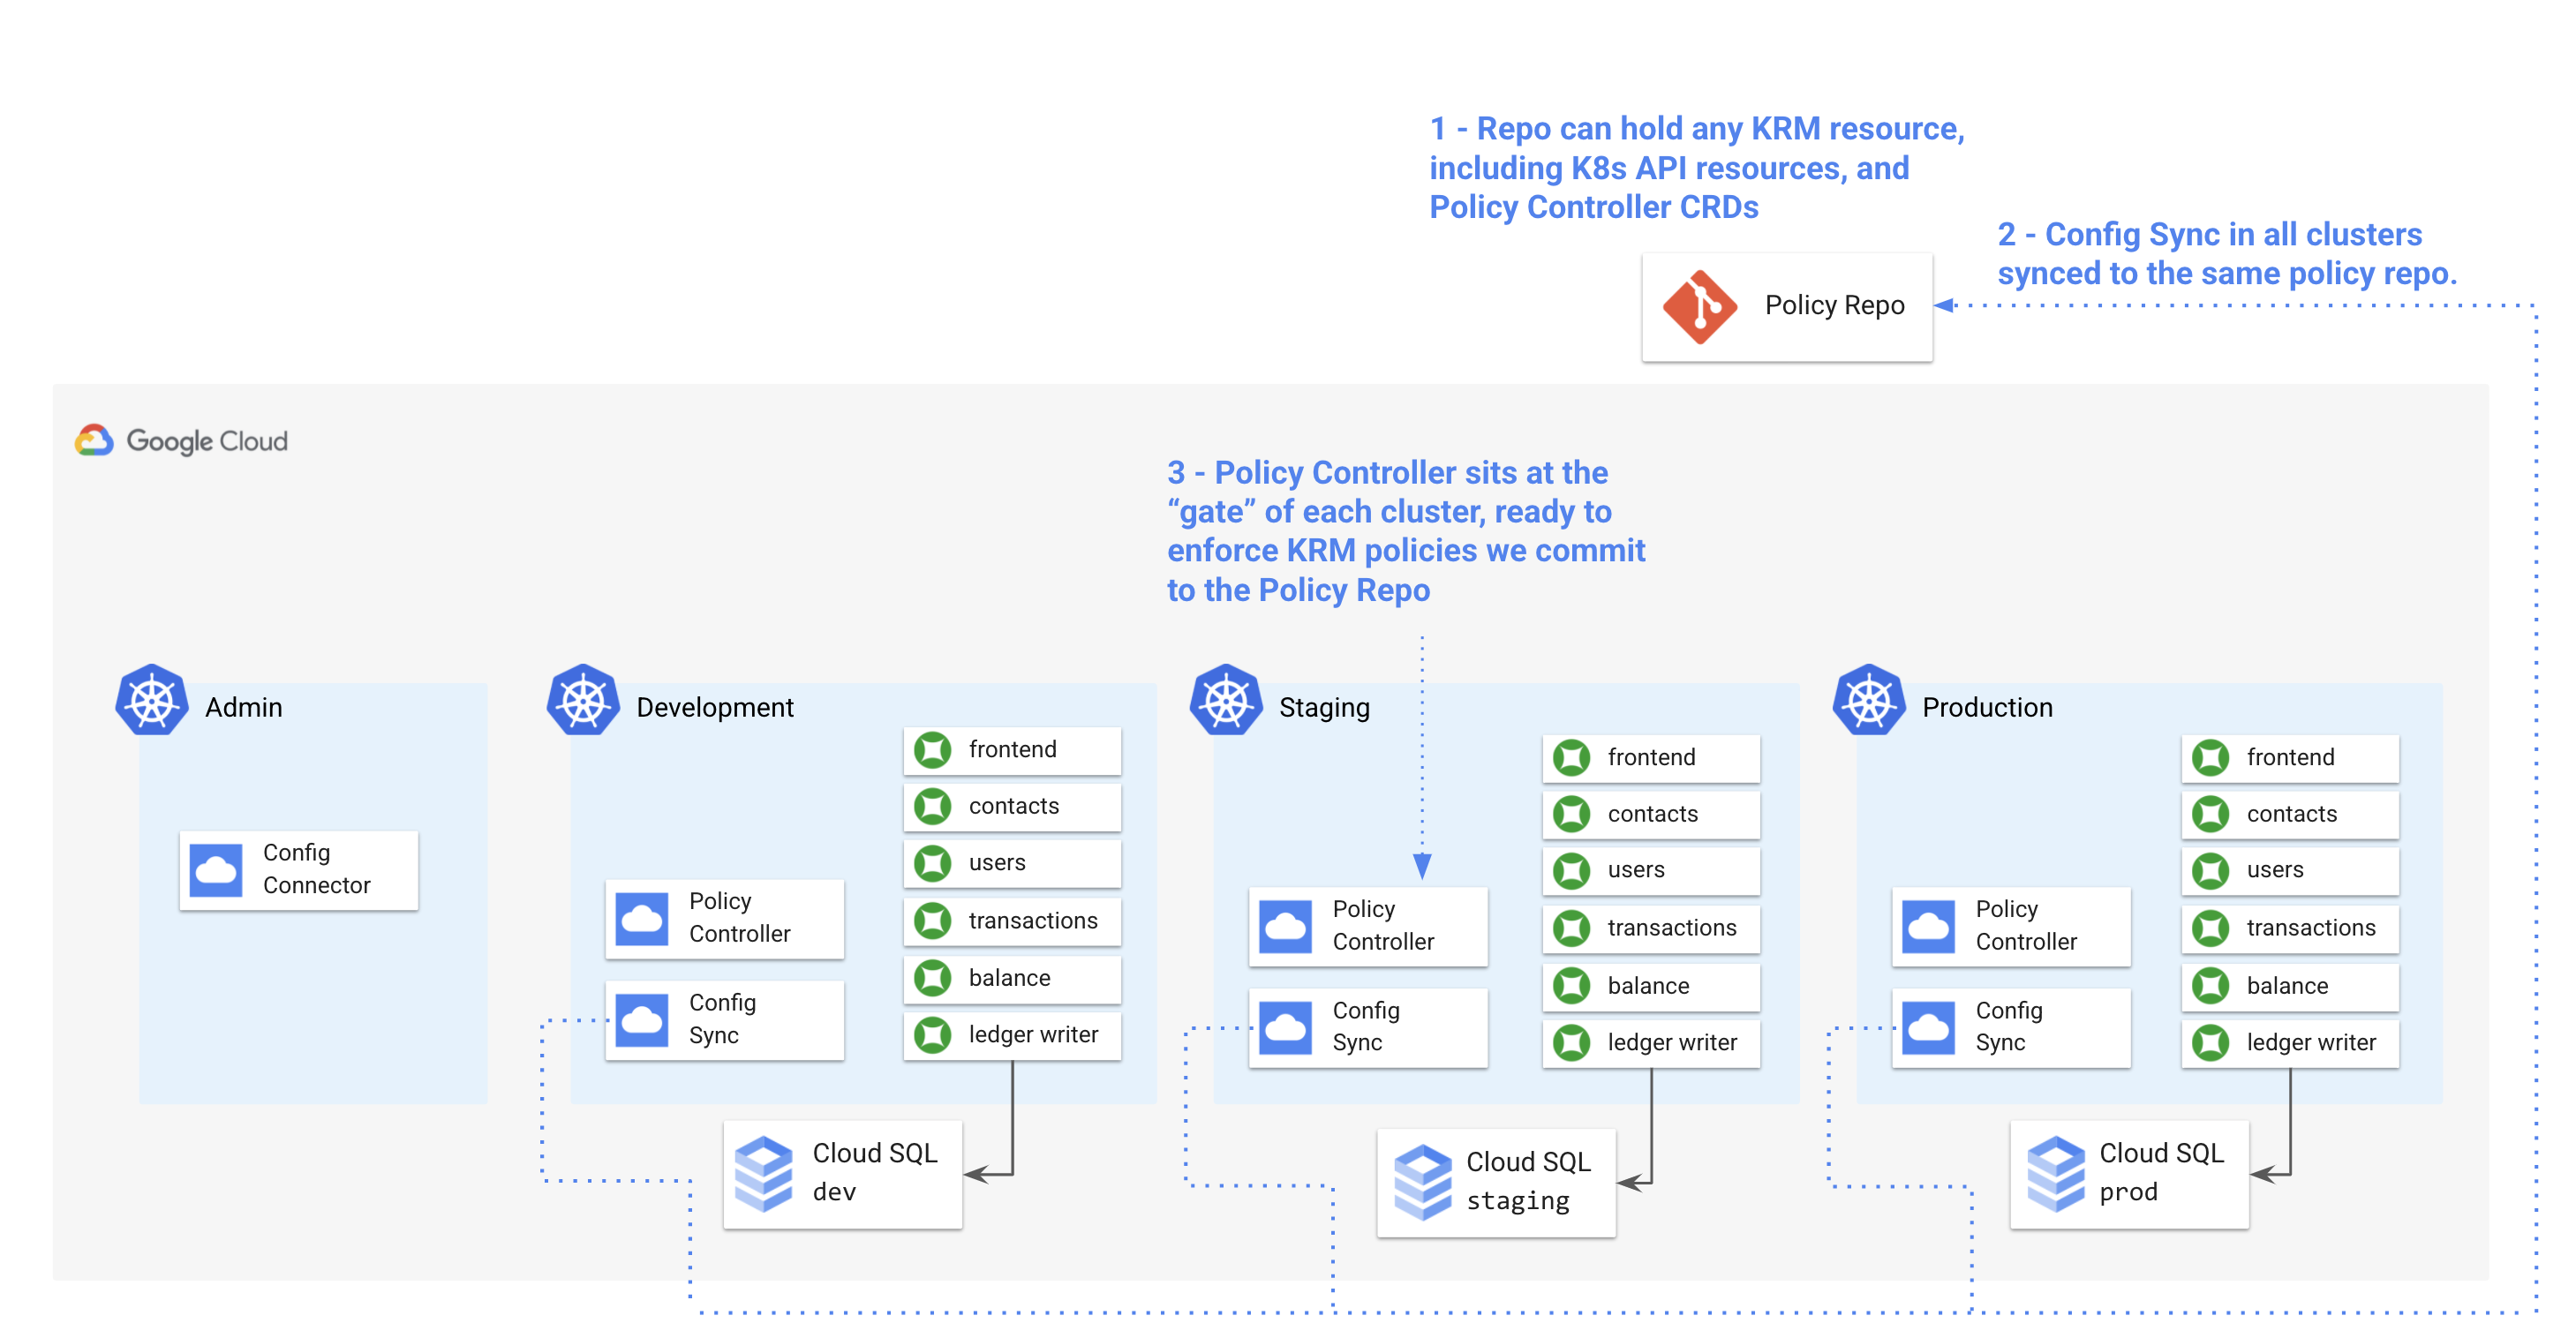 1 - Repo can hold any KRM resource,
including K8s API resources, and
Policy Controller CRDs
2 - Config Sync in all clusters
synced to the same policy repo.
Policy Repo
Google Cloud
3 - Policy Controller sits at the
“gate” of each cluster, ready to
enforce KRM policies we commit
to the Policy Repo
Admin
Config
Connector
Development
frontend
contacts
users
transactions
balance
ledger writer
Policy
Controller
Config
Sync
Cloud SQL
dev
Staging
frontend
contacts
users
transactions
balance
ledger writer
Policy
Controller
Config
Sync
Cloud SQL
staging
Production
frontend
contacts
users
transactions
balance
ledger writer
Policy
Controller
Config
Sync
Cloud SQL
prod